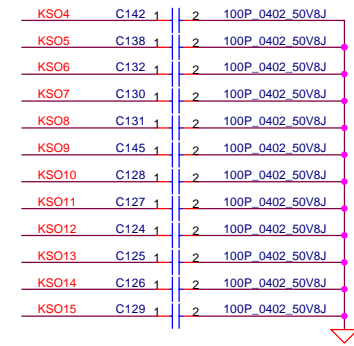 KSO4 C142 1 2 100P_0402_50V8J
KSO5 C138 1 2 100P_0402_50V8J
KSO6 C132 1 2 100P_0402_50V8J
KSO7 C130 1 2 100P_0402_50V8J
KSO8 C131 1 2 100P_0402_50V8J
KSO9 C145 1 2 100P_0402_50V8J
KSO10 C128 1 2 100P_0402_50V8J
KSO11 C127 1 2 100P_0402_50V8J
KSO12 C124 1 2 100P_0402_50V8J
KSO13 C125 1 2 100P_0402_50V8J
KSO14 C126 1 2 100P_0402_50V8J
KSO15 C129 1 2 100P_0402_50V8J